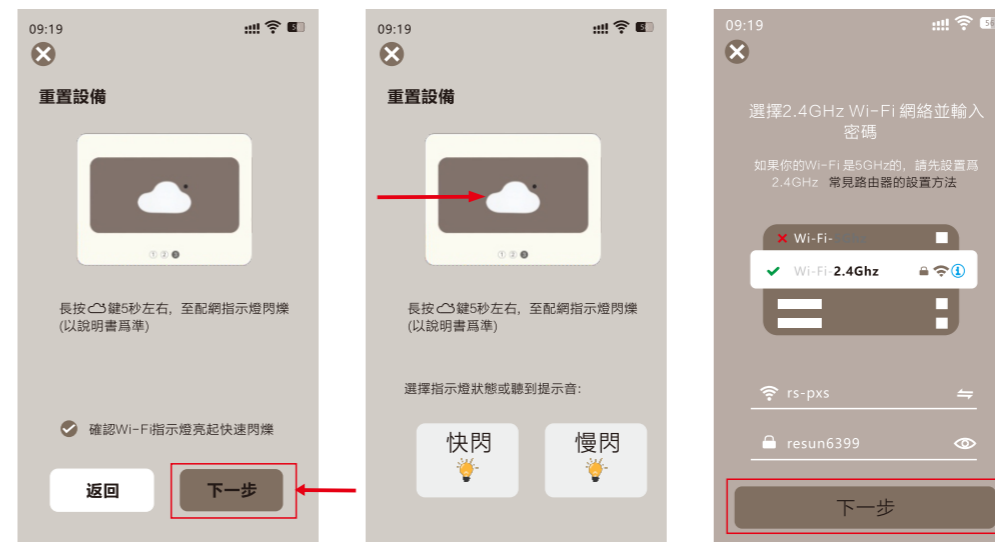 09:19
重置設備
① ② ❸
長按 鍵5秒左右, 至配網指示燈閃爍
(以說明書爲準)
確認Wi-Fi指示燈亮起快速閃爍
返回
下一步
09:19
重置設備
① ② ❸
長按 鍵5秒左右, 至配網指示燈閃爍
(以說明書爲準)
選擇指示燈狀態或聽到提示音:
快閃
慢閃
09:19
選擇2.4GHz Wi-Fi 網絡並輸入
密碼
如果你的Wi-Fi 是5GHz的, 請先設置爲
2.4GHz 常見路由器的設置方法
Wi-Fi-
Wi-Fi-2.4Ghz
rs-pxs
resun6399
下一步